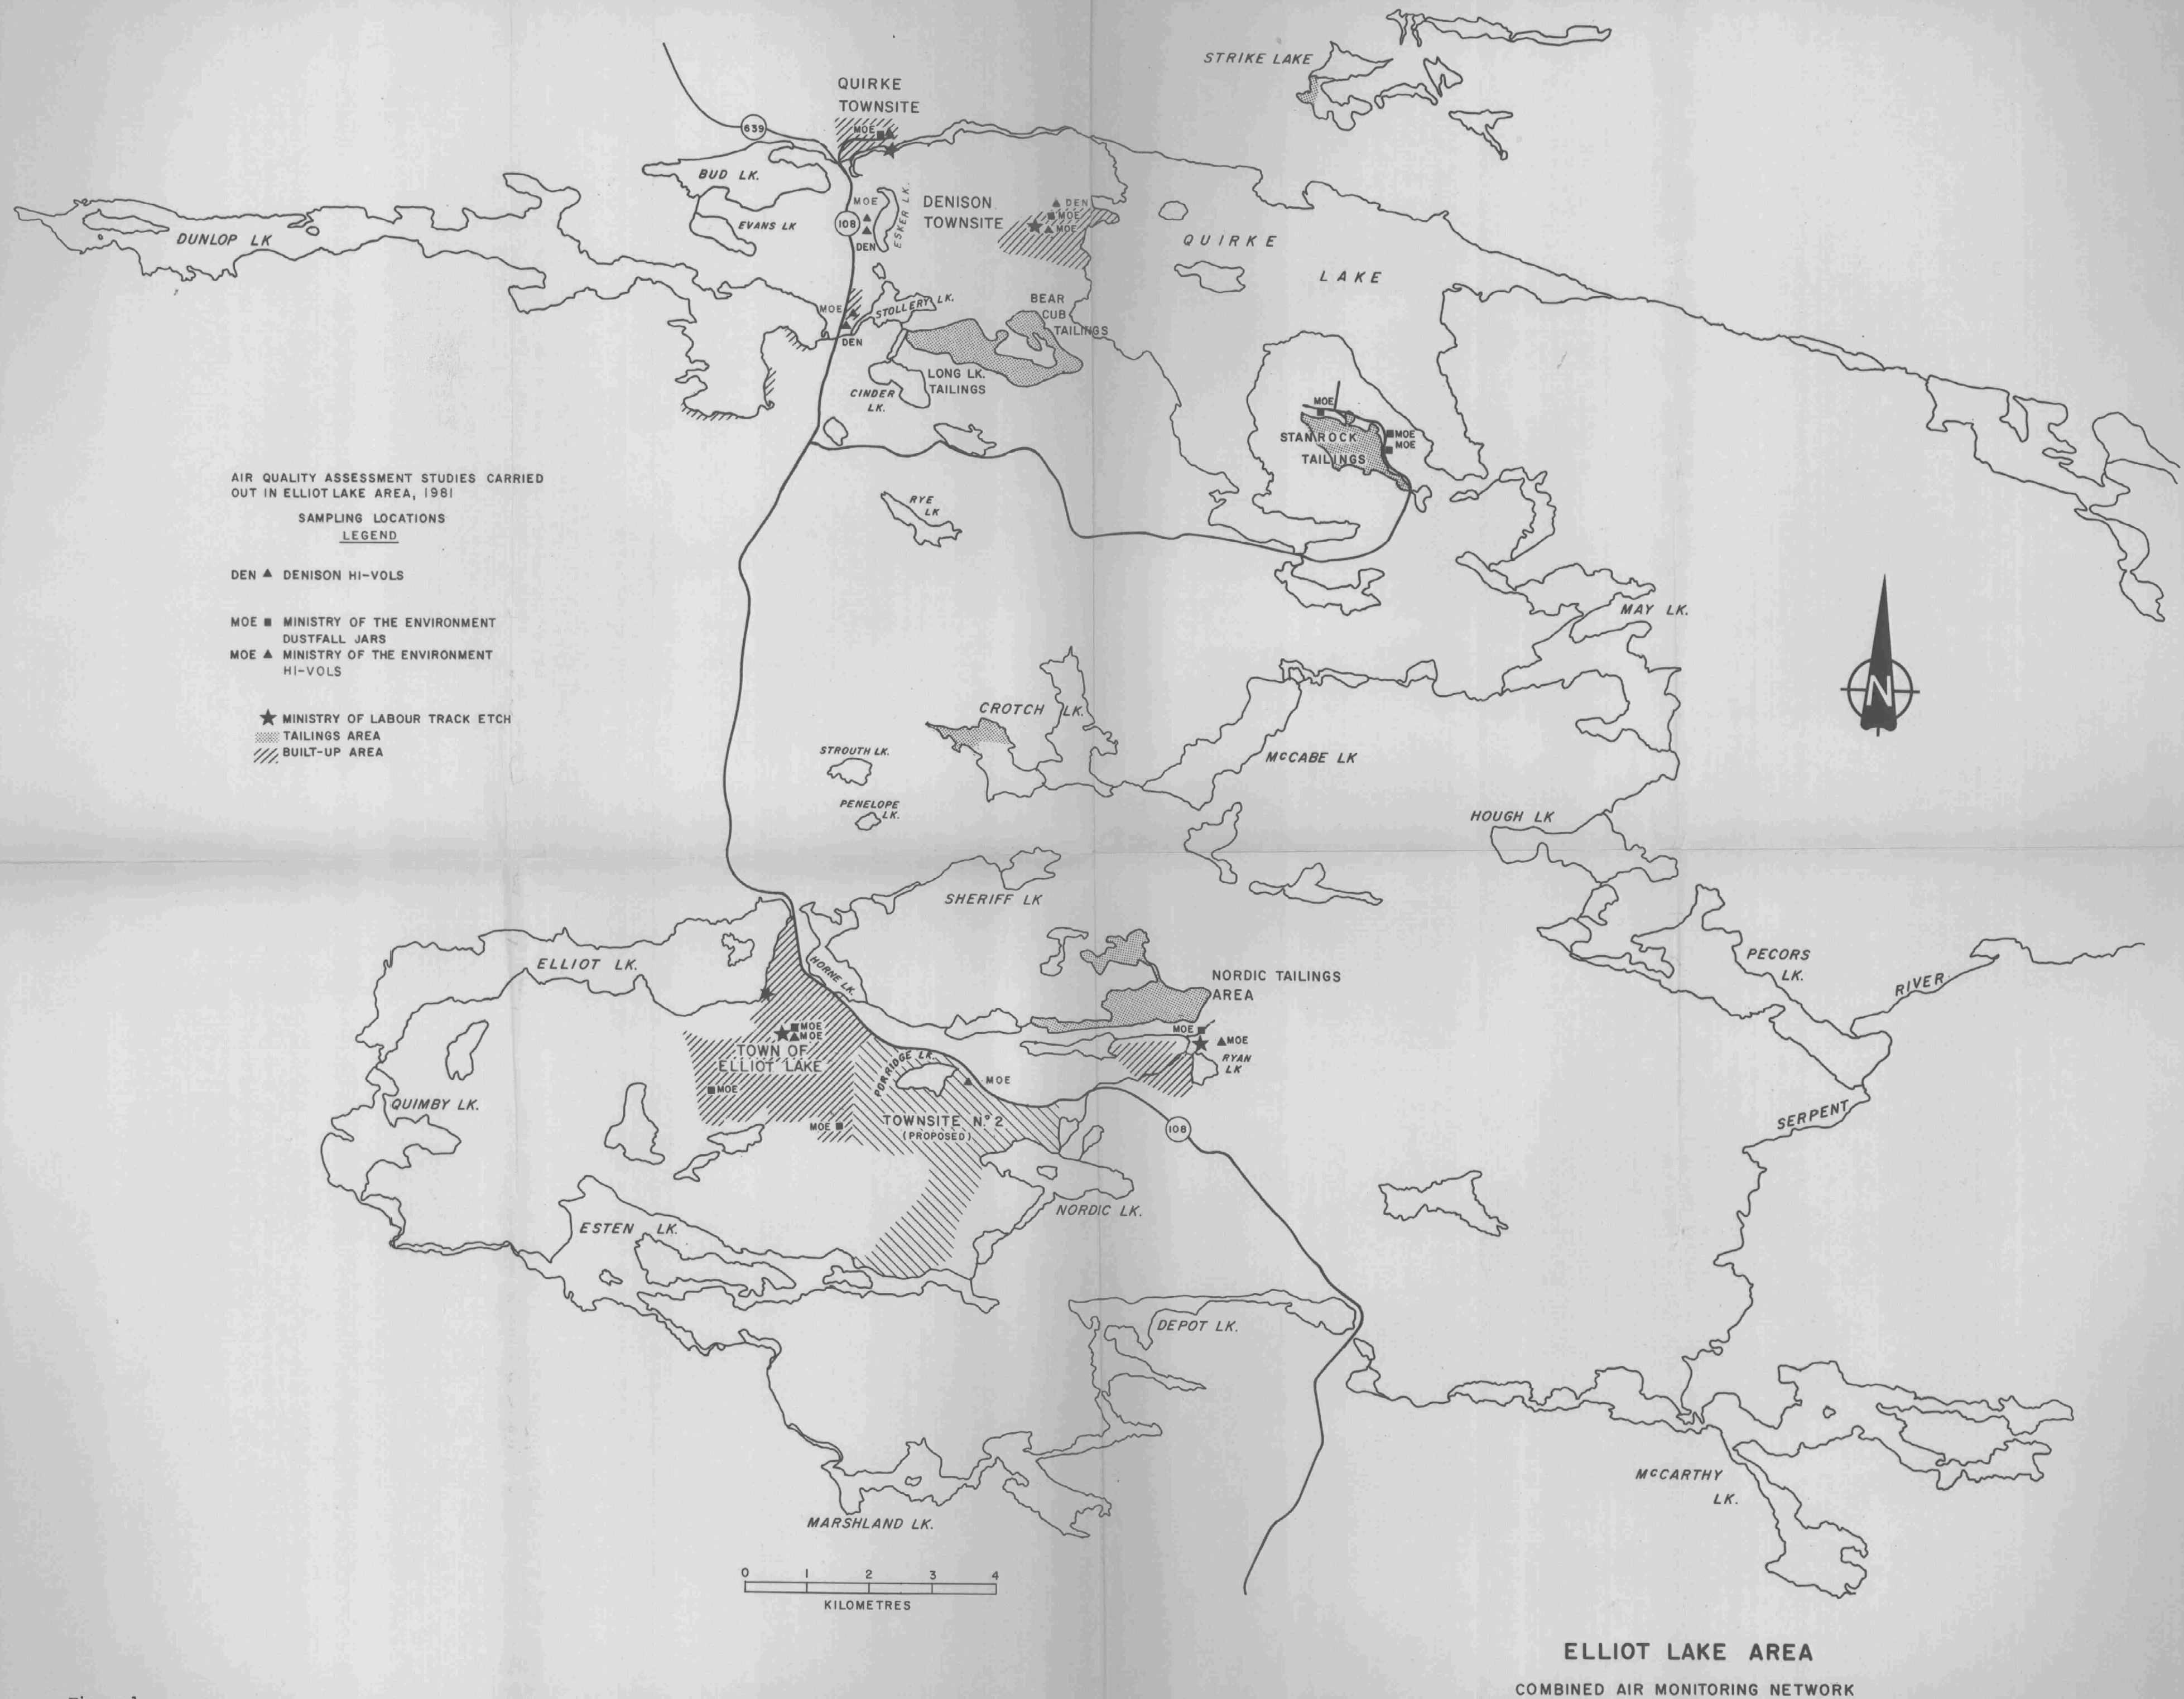 STRIKE LAKE
QUIRKE
TOWNSITE
MOE
639
BUD LK.
EVANS LK
DUNLOP LK
MOE
108
DEN
ESKER LK.
DENISON
TOWNSITE
DEN
MOE
MOE
QUIRKE
LAKE
MOE
DEN
STOLLERY LK.
BEAR
CUB
TAILINGS
LONG LK.
TAILINGS
CINDER
LK.
MOE
STANROCK
TAILINGS
MOE
MOE
RYE
LK
AIR QUALITY ASSESSMENT STUDIES CARRIED
OUT IN ELLIOT LAKE AREA, 1981
SAMPLING LOCATIONS
LEGEND
DEN ▲ DENISON HI-VOLS
MOE ■ MINISTRY OF THE ENVIRONMENT
DUSTFALL JARS
MOE ▲ MINISTRY OF THE ENVIRONMENT
HI-VOLS
★ MINISTRY OF LABOUR TRACK ETCH
TAILINGS AREA
BUILT-UP AREA
MAY LK.
N
CROTCH LK.
STROUTH LK.
PENELOPE
LK.
McCABE LK
HOUGH LK
SHERIFF LK
ELLIOT LK.
HORNE LK.
NORDIC TAILINGS
AREA
PECORS
LK.
RIVER
MOE
MOE
TOWN OF
ELLIOT LAKE
MOE
MOE
PORRIDGE LK.
MOE
MOE
MOE
RYAN
LK
QUIMBY LK.
TOWNSITE No. 2
(PROPOSED)
108
SERPENT
NORDIC LK.
ESTEN LK.
DEPOT LK.
McCARTHY
LK.
MARSHLAND LK.
0 1 2 3 4
KILOMETRES
ELLIOT LAKE AREA
COMBINED AIR MONITORING NETWORK